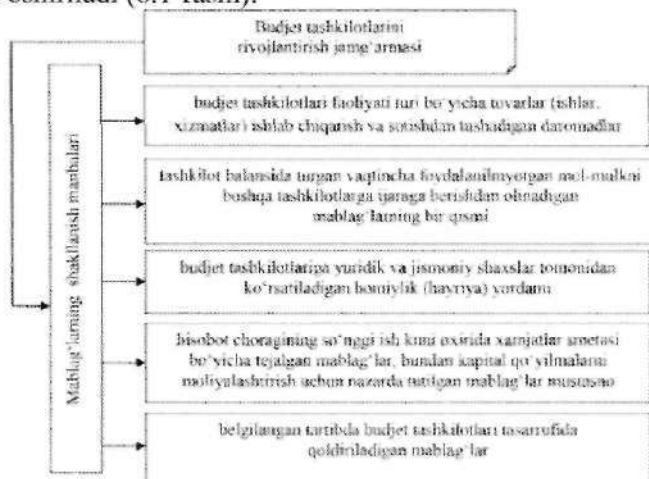 oshiriladi (6.1-rasm).
Budjet tashkilotlarini
rivojlantirish jamg'armasi
Mablag'larning shakllanish manbalari
budjet tashkilotlari faoliyati turi bo'yicha tovarlar (ishlar,
xizmatlar) ishlab chiqarish va sotishdan tushadigan daromadlar
tashkilot balansida turgan vaqtincha foydalanilmayotgan mol-mulkni
boshqa tashkilotlarga ijaraga berishdan olinadigan
mablag'larning bir qismi
budjet tashkilotlariga yuridik va jismoniy shaxslar tomonidan
ko'rsatiladigan homiylik (hayriya) yordami
hisobot choragining so'nggi ish kuni oxirida xarajatlar smetasi
bo'yicha tejalgan mablag'lar, bundan kapital qo'yilmalarni
moliyalashtirish uchun nazarda tutilgan mablag'lar mustasno
belgilangan tartibda budjet tashkilotlari tasarrufida
qoldiriladigan mablag'lar